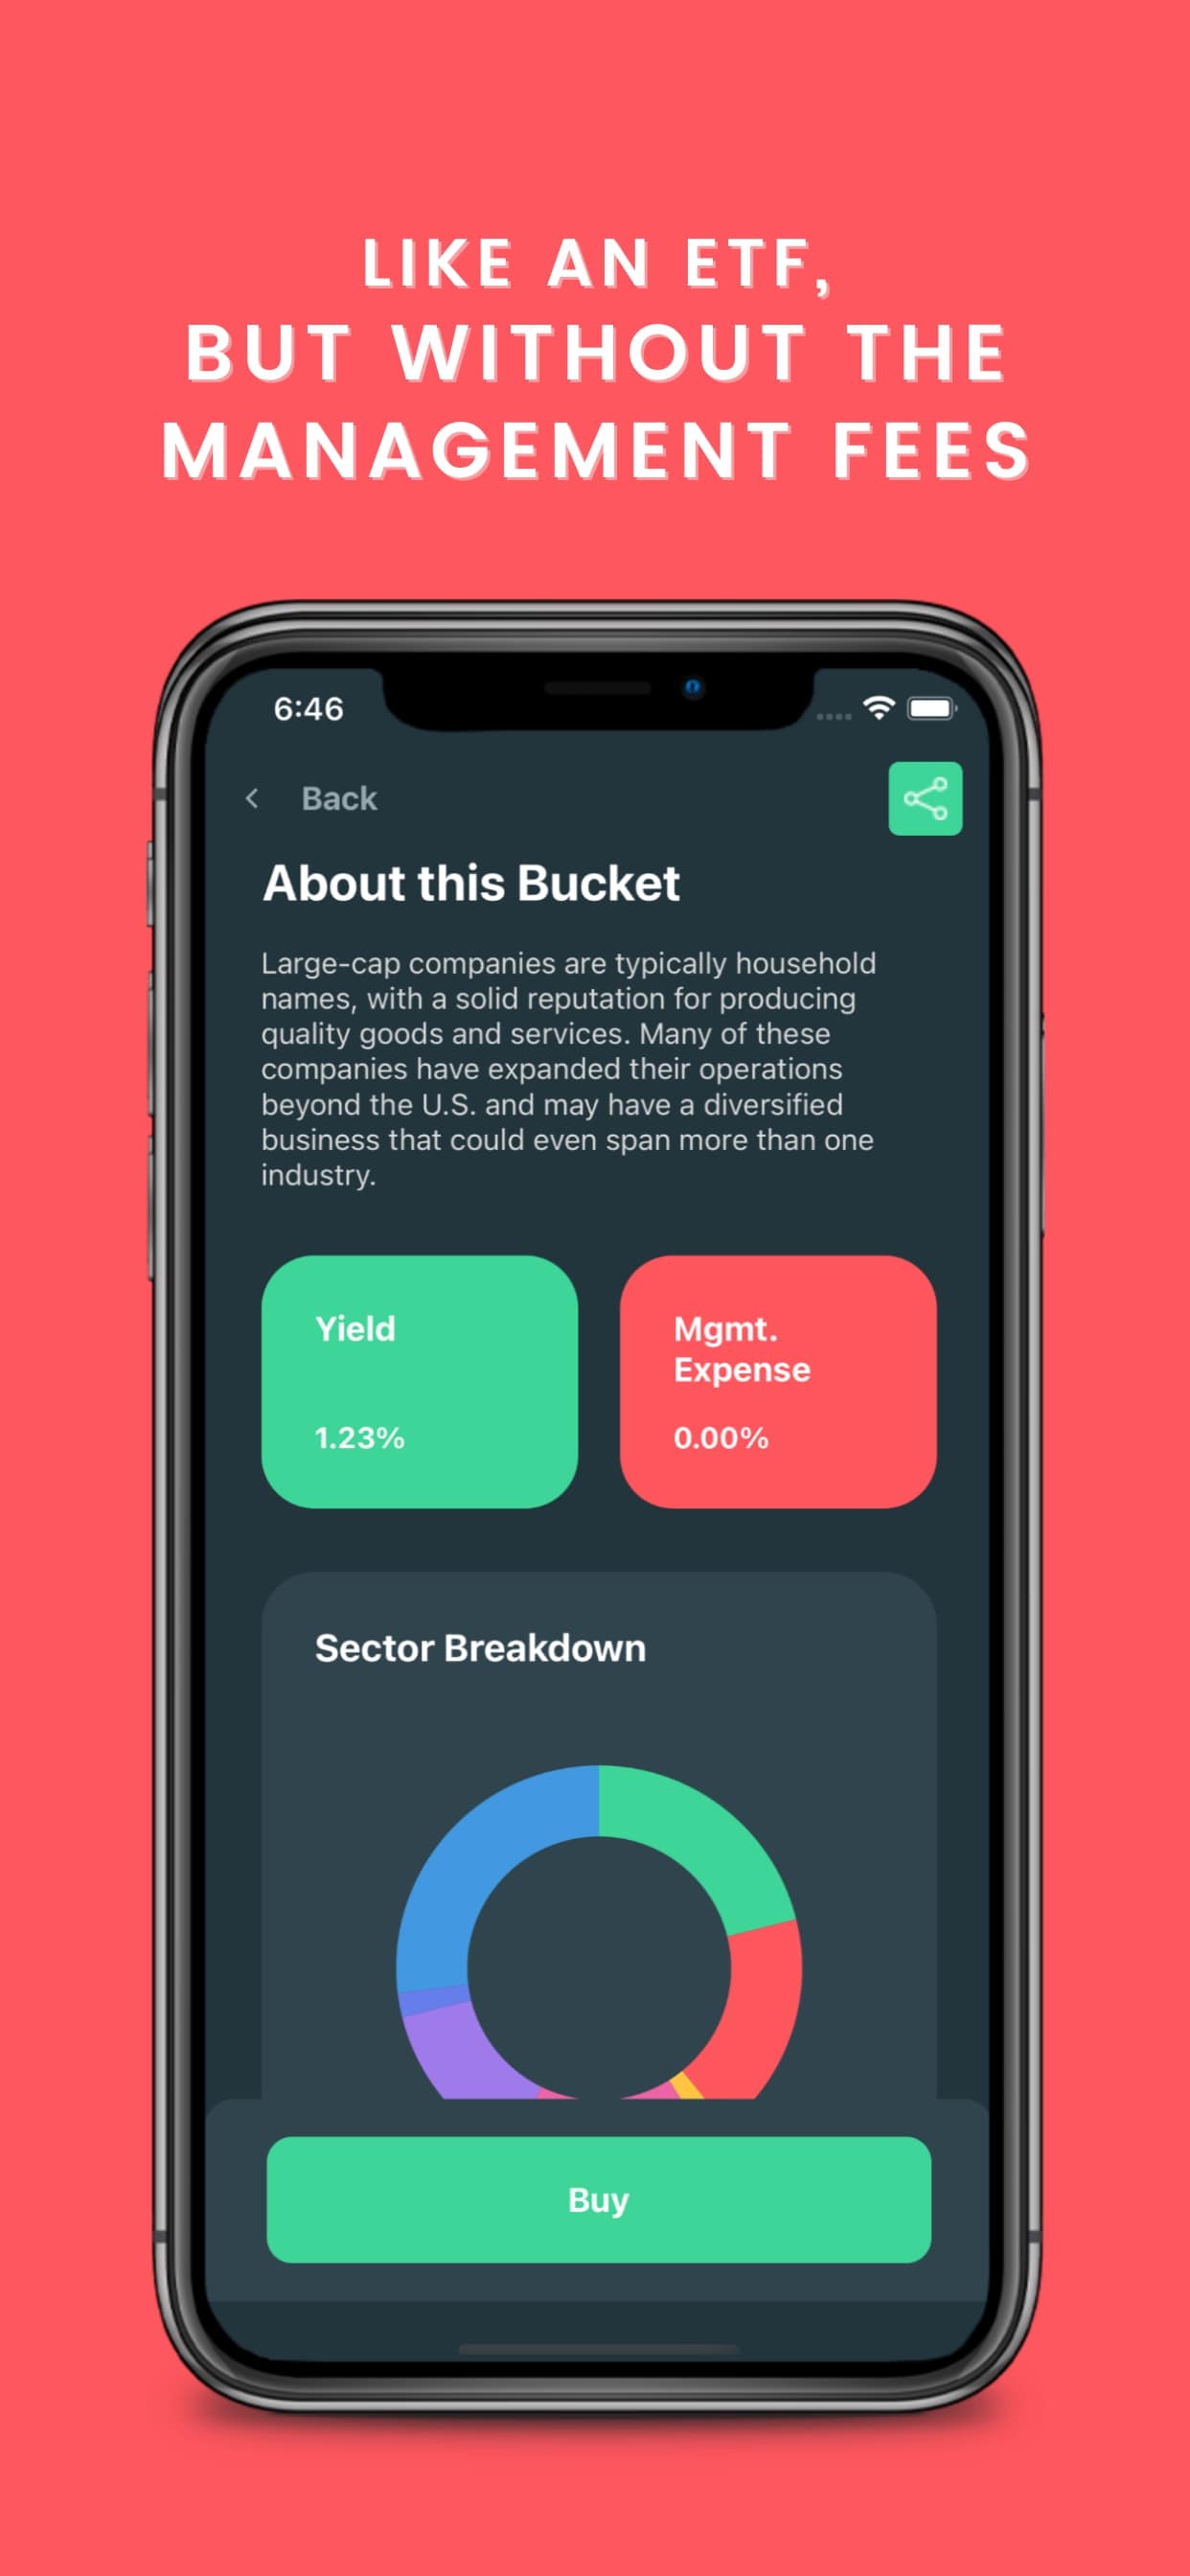 LIKE AN ETF,
BUT WITHOUT THE
MANAGEMENT FEES
6:46
Back
About this Bucket
Large-cap companies are typically household
names, with a solid reputation for producing
quality goods and services. Many of these
companies have expanded their operations
beyond the U.S. and may have a diversified
business that could even span more than one
industry.
Yield
1.23%
Mgmt.
Expense
0.00%
Sector Breakdown
Buy